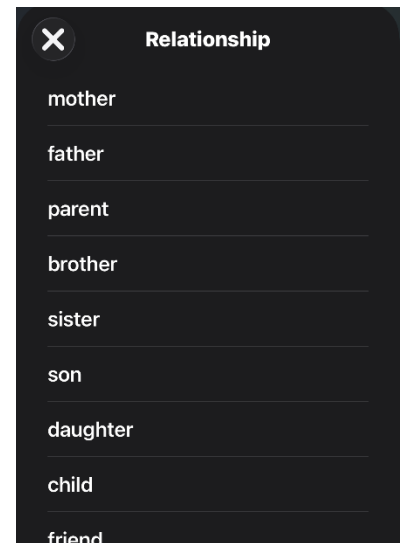 Relationship
mother
father
parent
brother
sister
son
daughter
child
friend